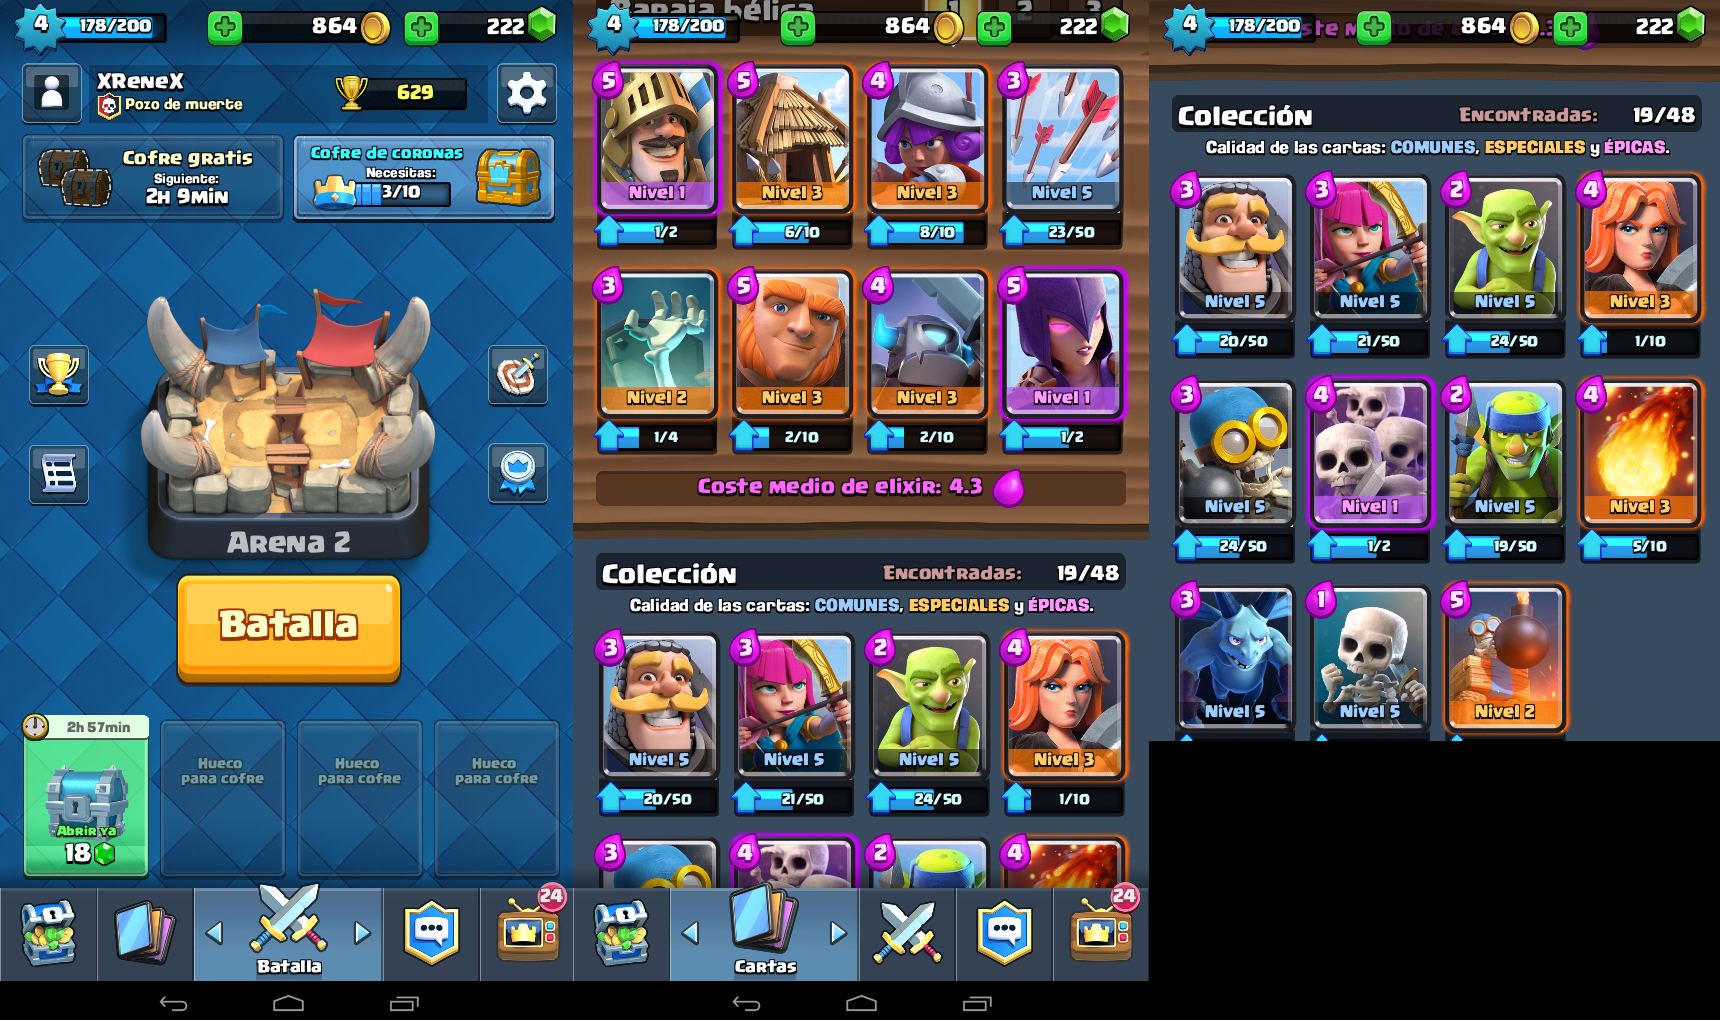 4
178/200
864
222
XReneX
Pozo de muerte
629
Cofre gratis
Siguiente:
2h 9min
Cofre de coronas
Necesitas:
3/10
Arena 2
Batalla
2h 57min
Abrir ya
18
Hueco
para cofre
Hueco
para cofre
Hueco
para cofre
Batalla
24
Baraja bélica
1 2 3
4
178/200
864
222
5 5 4 3
Nivel 1 Nivel 3 Nivel 3 Nivel 5
1/2 6/10 8/10 23/50
3 5 4 5
Nivel 2 Nivel 3 Nivel 3 Nivel 1
1/4 2/10 2/10 1/2
Coste medio de elixir: 4.3
Colección Encontradas: 19/48
Calidad de las cartas: COMUNES, ESPECIALES y ÉPICAS.
3 3 2 4
Nivel 5 Nivel 5 Nivel 5 Nivel 3
20/50 21/50 24/50 1/10
3 4 2 4
Cartas
24
4
178/200
864
222
Colección Encontradas: 19/48
Calidad de las cartas: COMUNES, ESPECIALES y ÉPICAS.
3 3 2 4
Nivel 5 Nivel 5 Nivel 5 Nivel 3
20/50 21/50 24/50 1/10
3 4 2 4
Nivel 5 Nivel 1 Nivel 5 Nivel 3
24/50 1/2 19/50 5/10
3 1 5
Nivel 5 Nivel 5 Nivel 2